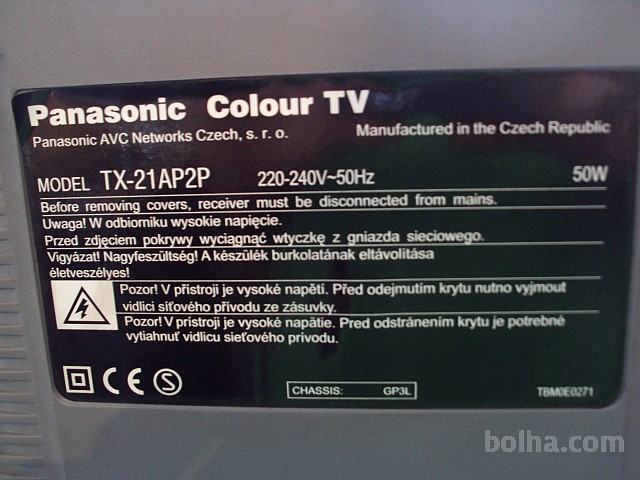 Panasonic Colour TV
Panasonic AVC Networks Czech, s. r. o.
Manufactured in the Czech Republic
MODEL TX-21AP2P 220-240V~50Hz 50W
Before removing covers, receiver must be disconnected from mains.
Uwaga! W odbiorniku wysokie napięcie.
Przed zdjęciem pokrywy wyciągnąć wtyczkę z gniazda sieciowego.
Vigyázat! Nagyfeszültség! A készülék burkolatának eltávolítása
életveszélyes!
Pozor! V přístroji je vysoké napětí. Před odejmutím krytu nutno vyjmout
vidlici síťového přívodu ze zásuvky.
Pozor! V prístroji je vysoké napätie. Pred odstránením krytu je potrebné
vytiahnuť vidlicu sieťového prívodu.
CE S
CHASSIS: GP3L
TBM0E0271
bolha.com